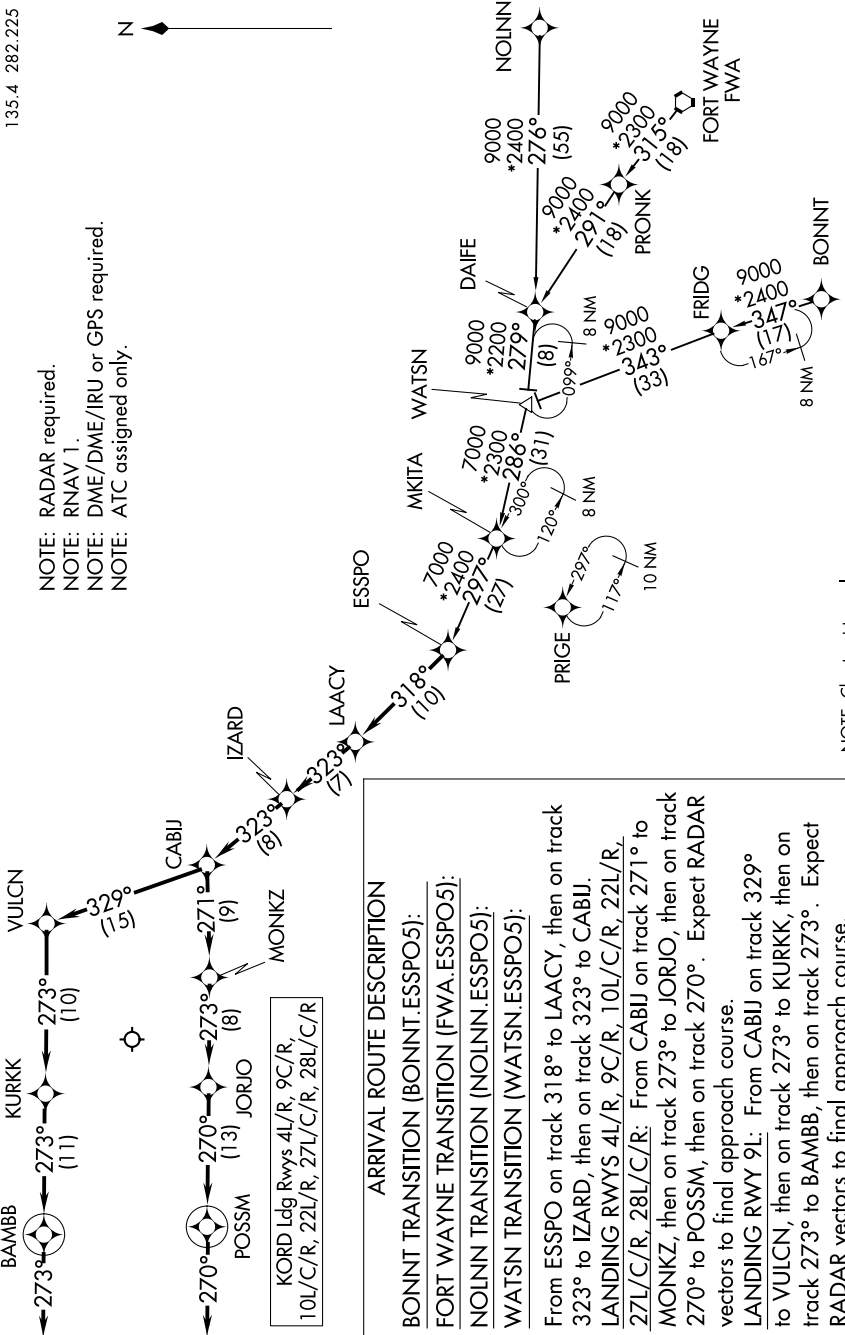 135.4 282.225
N
NOTE: RADAR required.
NOTE: RNAV 1.
NOTE: DME/DME/IRU or GPS required.
NOTE: ATC assigned only.
NOLNN
9000
*2400
276°
(55)
FORT WAYNE
FWA
9000
*2300
315°
(18)
PRONK
9000
*2400
291°
(18)
DAIFE
BONNT
9000
*2400
347°
(17)
167°
8 NM
FRIDG
9000
*2300
343°
(33)
9000
*2200
279°
(8)
8 NM
099°
WATSN
7000
*2300
286°
(31)
MKITA
300°
120°
8 NM
7000
*2400
297°
(27)
ESSPO
PRIGE
297°
117°
10 NM
318°
(10)
LAACY
323°
(7)
IZARD
323°
(8)
CABIJ
329°
(15)
VULCN
273°
(10)
KURKK
273°
(11)
BAMBB
273°
271°
(9)
MONKZ
273°
(8)
JORJO
270°
(13)
POSSM
270°
KORD Ldg Rwys 4L/R, 9C/R,
10L/C/R, 22L/R, 27L/C/R, 28L/C/R
ARRIVAL ROUTE DESCRIPTION
BONNT TRANSITION (BONNT.ESSPO5):
FORT WAYNE TRANSITION (FWA.ESSPO5):
NOLNN TRANSITION (NOLNN.ESSPO5):
WATSN TRANSITION (WATSN.ESSPO5):
From ESSPO on track 318° to LAACY, then on track
323° to IZARD, then on track 323° to CABIJ.
LANDING RWYS 4L/R, 9C/R, 10L/C/R, 22L/R,
27L/C/R, 28L/C/R: From CABIJ on track 271° to
MONKZ, then on track 273° to JORJO, then on track
270° to POSSM, then on track 270°. Expect RADAR
vectors to final approach course.
LANDING RWY 9L: From CABIJ on track 329°
to VULCN, then on track 273° to KURKK, then on
track 273° to BAMBB, then on track 273°. Expect
RADAR vectors to final approach course.